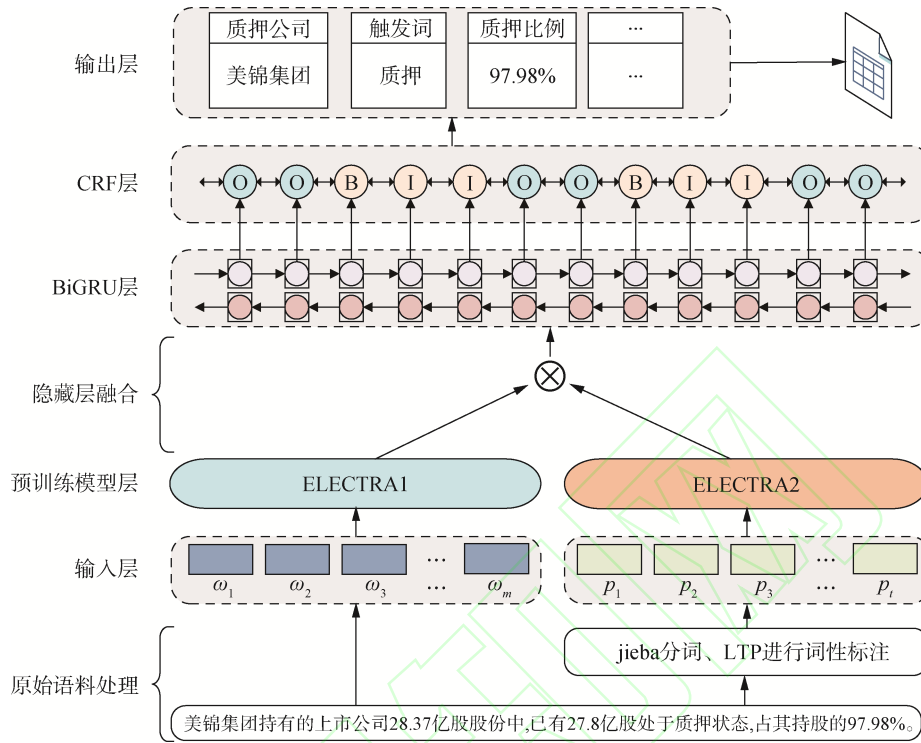 质押公司 触发词 质押比例 ...
输出层
美锦集团 质押 97.98% ...
CRF层 O O B I I O O B I I O O
BiGRU层
隐藏层融合
预训练模型层 ELECTRA1 ELECTRA2
输入层
ω1 ω2 ω3 ... ωm p1 p2 p3 ... pt
jieba分词、LTP进行词性标注
原始语料处理
美锦集团持有的上市公司28.37亿股股份中,已有27.8亿股处于质押状态,占其持股的97.98%。